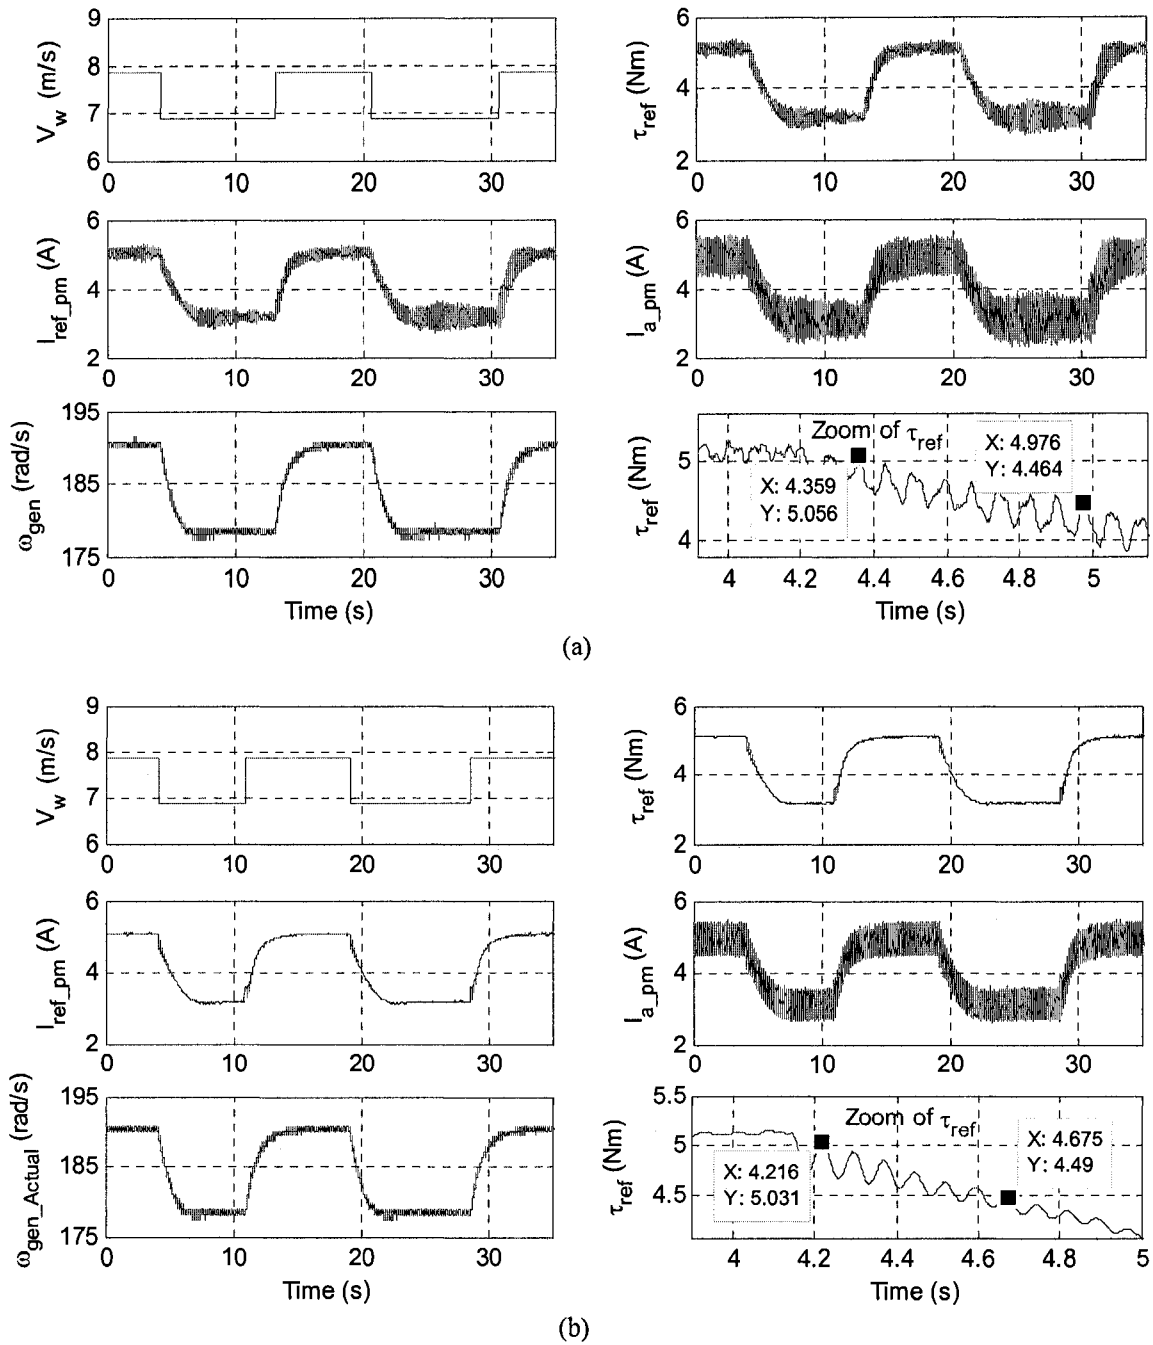 9
8
7
6
V_w (m/s)
0 10 20 30
6
4
2
τ_ref (Nm)
0 10 20 30
6
4
2
I_ref_pm (A)
0 10 20 30
6
4
2
I_a_pm (A)
0 10 20 30
195
185
175
ω_gen (rad/s)
0 10 20 30
Time (s)
Zoom of τ_ref
X: 4.976
Y: 4.464
X: 4.359
Y: 5.056
5
4
τ_ref (Nm)
4 4.2 4.4 4.6 4.8 5
Time (s)
(a)
9
8
7
6
V_w (m/s)
0 10 20 30
6
4
2
τ_ref (Nm)
0 10 20 30
6
4
2
I_ref_pm (A)
0 10 20 30
6
4
2
I_a_pm (A)
0 10 20 30
195
185
175
ω_gen_Actual (rad/s)
0 10 20 30
Time (s)
Zoom of τ_ref
X: 4.675
Y: 4.49
X: 4.216
Y: 5.031
5.5
5
4.5
τ_ref (Nm)
4 4.2 4.4 4.6 4.8 5
Time (s)
(b)